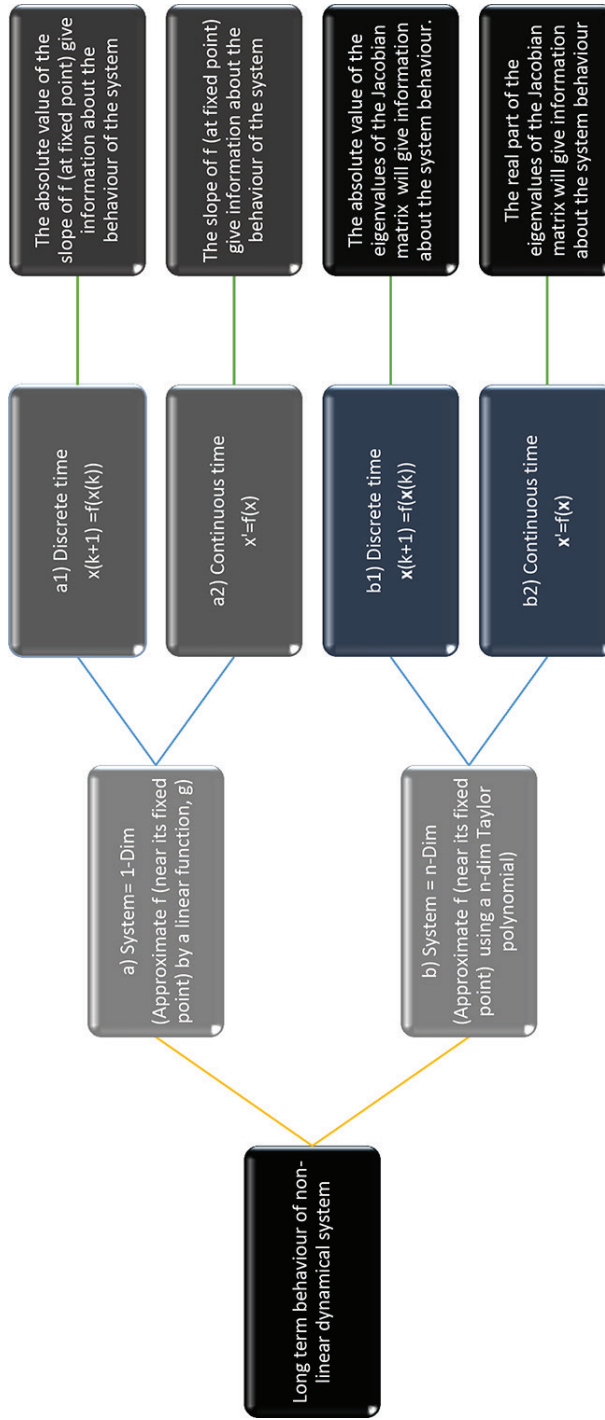 Long term behaviour of non-
linear dynamical system
a) System= 1-Dim
(Approximate f (near its fixed
point) by a linear function, g)
b) System = n-Dim
(Approximate f (near its fixed
point) using a n-dim Taylor
polynomial)
a1) Discrete time
x(k+1) =f(x(k))
a2) Continuous time
x'=f(x)
b1) Discrete time
x(k+1) =f(x(k))
b2) Continuous time
x'=f(x)
The absolute value of the
slope of f (at fixed point) give
information about the
behaviour of the system
The slope of f (at fixed point)
give information about the
behaviour of the system
The absolute value of the
eigenvalues of the Jacobian
matrix will give information
about the system behaviour.
The real part of the
eigenvalues of the Jacobian
matrix will give information
about the system behaviour